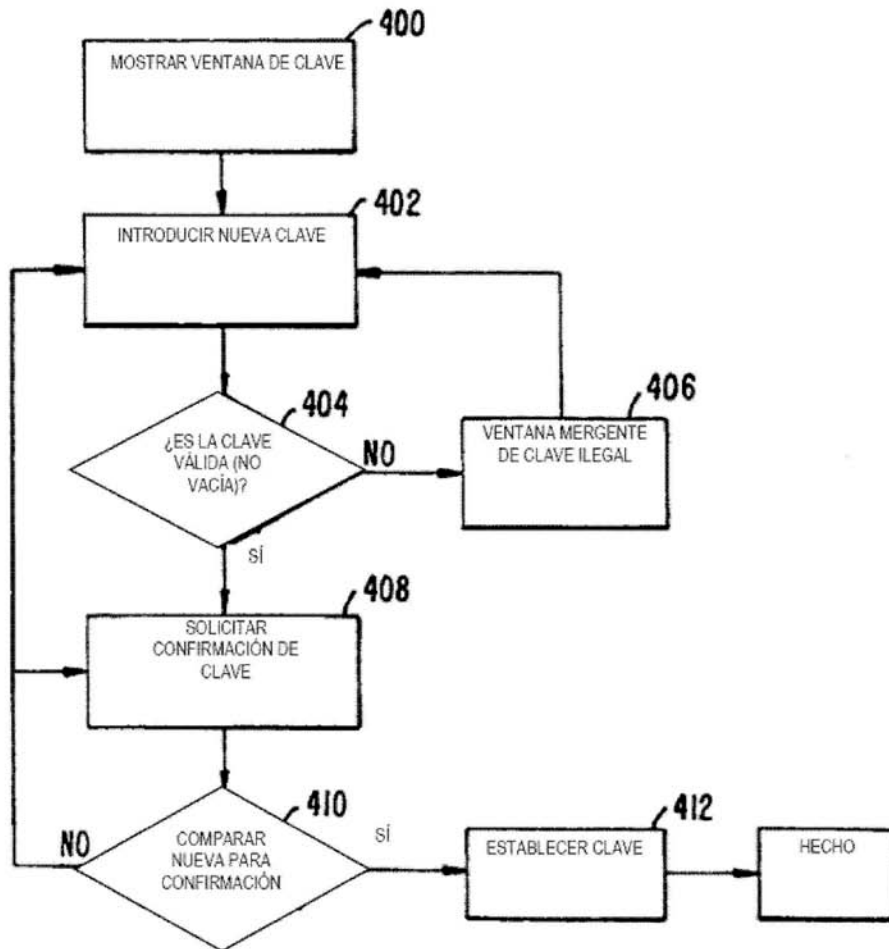 400
MOSTRAR VENTANA DE CLAVE
402
INTRODUCIR NUEVA CLAVE
404
¿ES LA CLAVE
VÁLIDA (NO
VACÍA)?
NO
406
VENTANA MERGENTE
DE CLAVE ILEGAL
SÍ
408
SOLICITAR
CONFIRMACIÓN DE
CLAVE
410
NO
COMPARAR
NUEVA PARA
CONFIRMACIÓN
SÍ
412
ESTABLECER CLAVE
HECHO